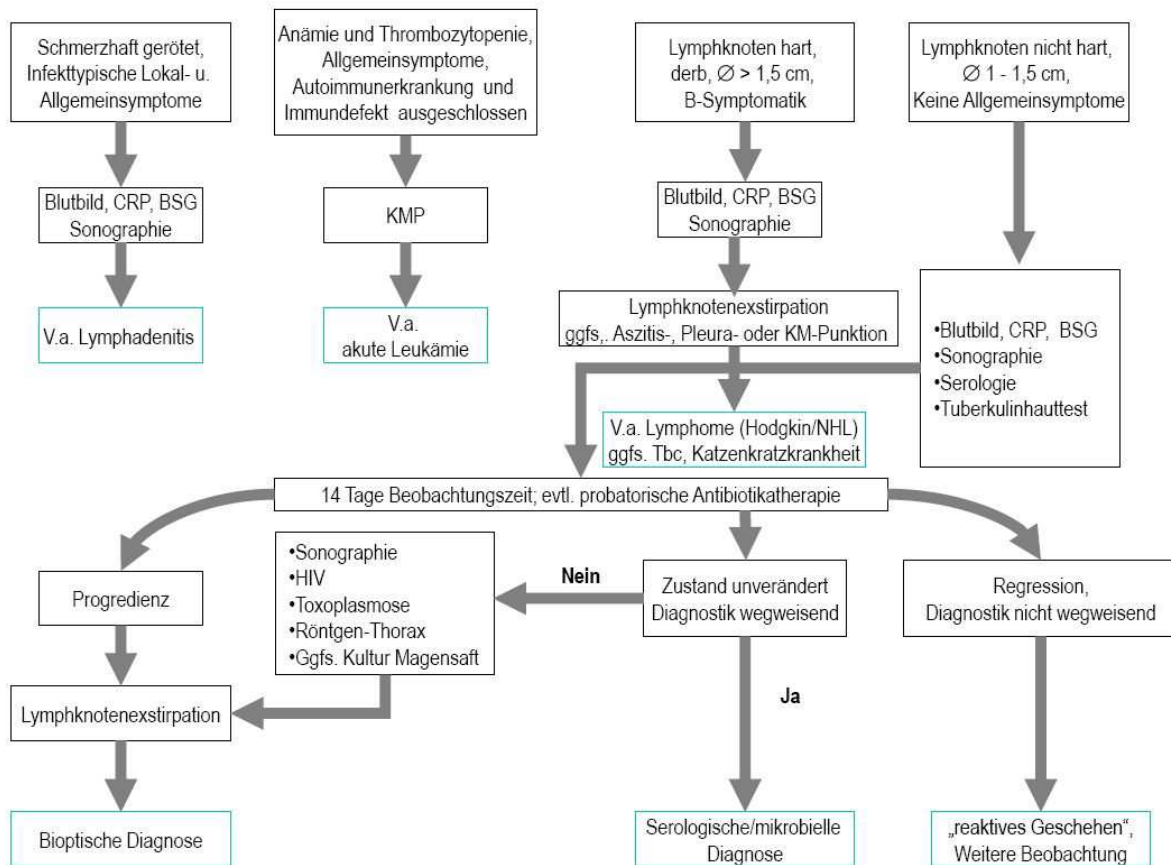 Schmerzhaft gerötet,
Infekttypische Lokal- u.
Allgemeinsymptome
Anämie und Thrombozytopenie,
Allgemeinsymptome,
Autoimmunerkrankung und
Immundefekt ausgeschlossen
Lymphknoten hart,
derb, Ø > 1,5 cm,
B-Symptomatik
Lymphknoten nicht hart,
Ø 1 - 1,5 cm,
Keine Allgemeinsymptome
Blutbild, CRP, BSG
Sonographie
KMP
Blutbild, CRP, BSG
Sonographie
V.a. Lymphadenitis
V.a.
akute Leukämie
Lymphknotenexstirpation
ggfs,. Aszitis-, Pleura- oder KM-Punktion
•Blutbild, CRP, BSG
•Sonographie
•Serologie
•Tuberkulinhauttest
V.a. Lymphome (Hodgkin/NHL)
ggfs. Tbc, Katzenkratzkrankheit
14 Tage Beobachtungszeit; evtl. probatorische Antibiotikatherapie
Progredienz
•Sonographie
•HIV
•Toxoplasmose
•Röntgen-Thorax
•Ggfs. Kultur Magensaft
Nein
Zustand unverändert
Diagnostik wegweisend
Regression,
Diagnostik nicht wegweisend
Lymphknotenexstirpation
Ja
Bioptische Diagnose
Serologische/mikrobielle
Diagnose
„reaktives Geschehen“,
Weitere Beobachtung